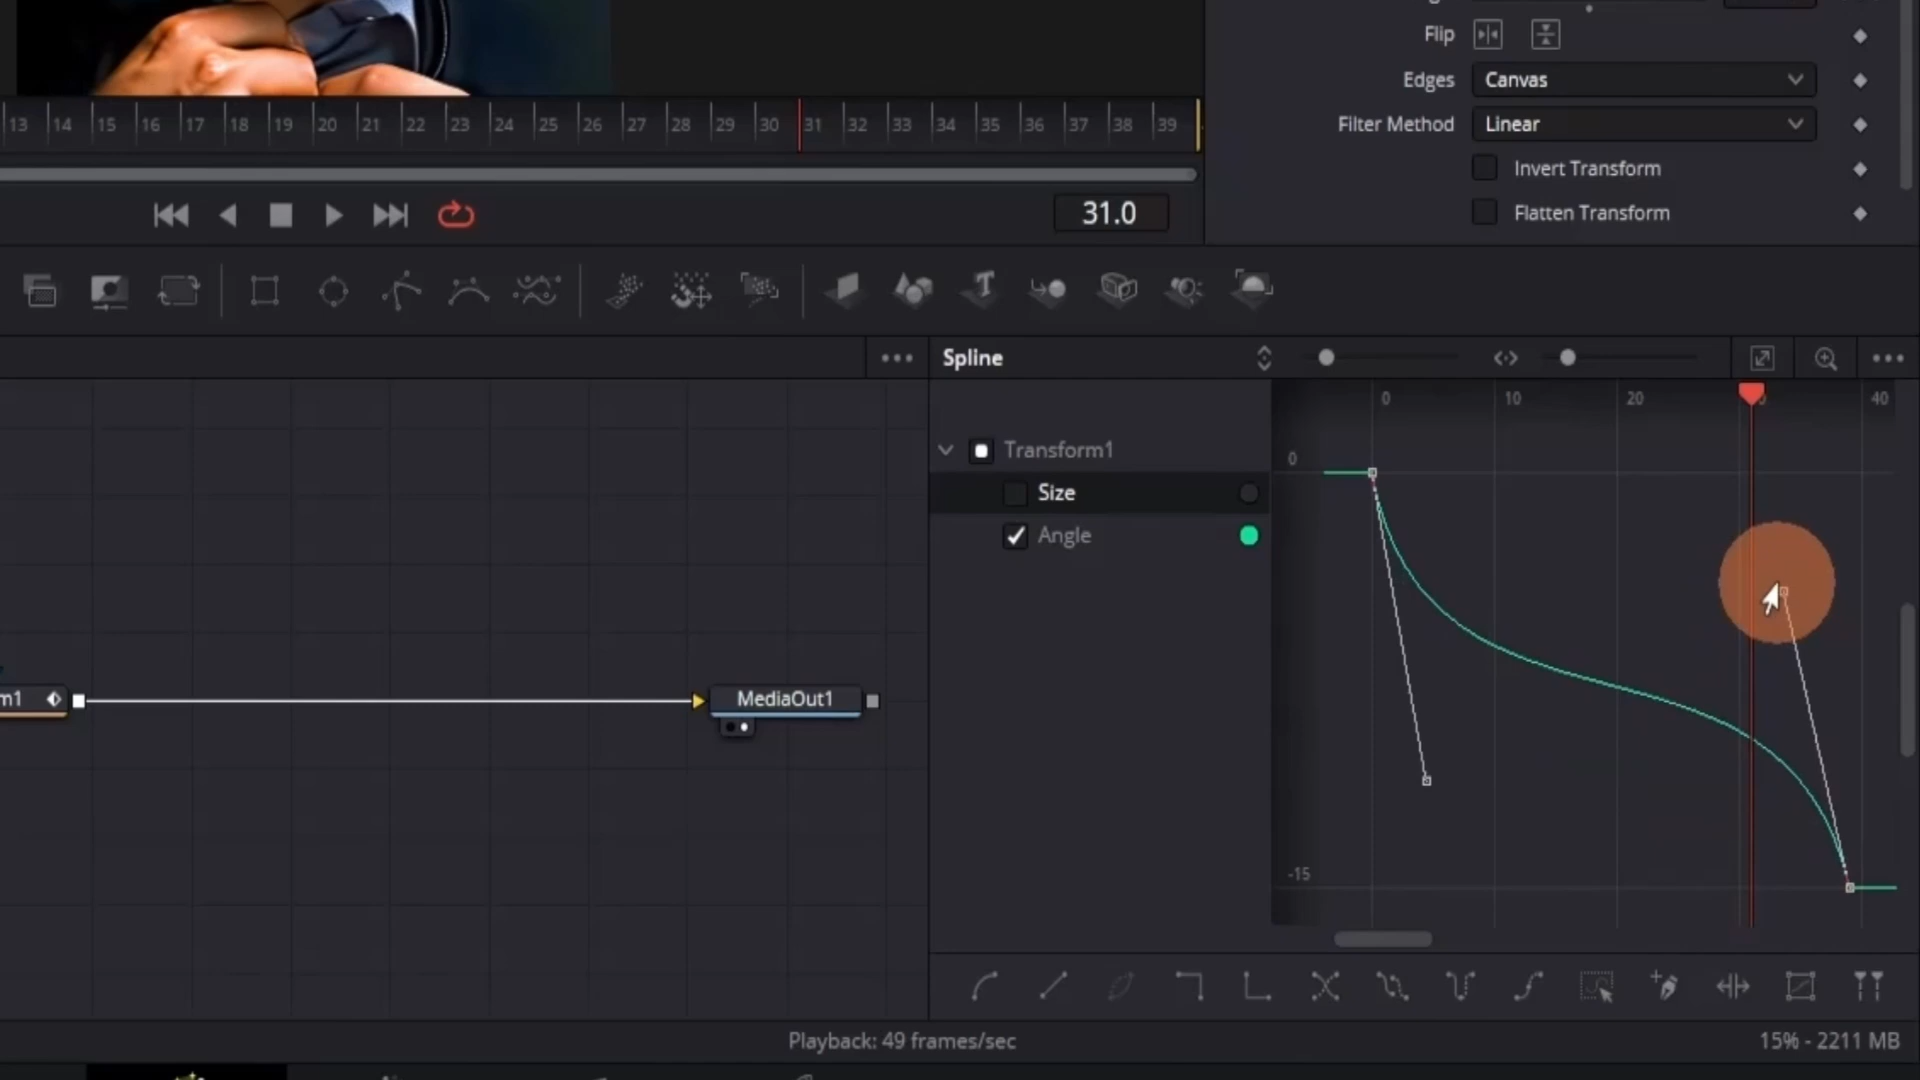 Flip
Edges Canvas
Filter Method Linear
Invert Transform
Flatten Transform
13 14 15 16 17 18 19 20 21 22 23 24 25 26 27 28 29 30 31 32 33 34 35 36 37 38 39
31.0
Spline
0 10 20 40
Transform1
Size
Angle
0
-15
m1
MediaOut1
Playback: 49 frames/sec
15% - 2211 MB